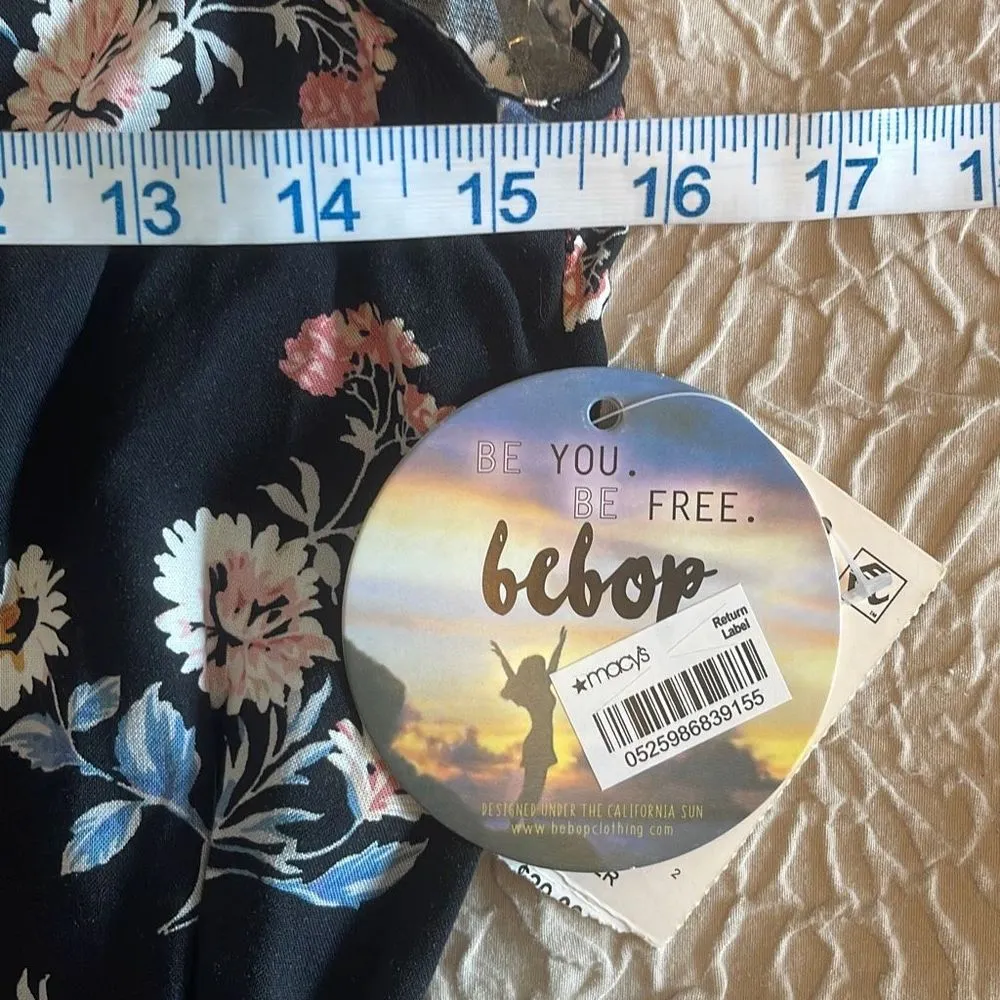 13 14 15 16 17
BE YOU.
BE FREE.
bebop
Return
Label
macy's
0525986839155
DESIGNED UNDER THE CALIFORNIA SUN
www.bebopclothing.com
2